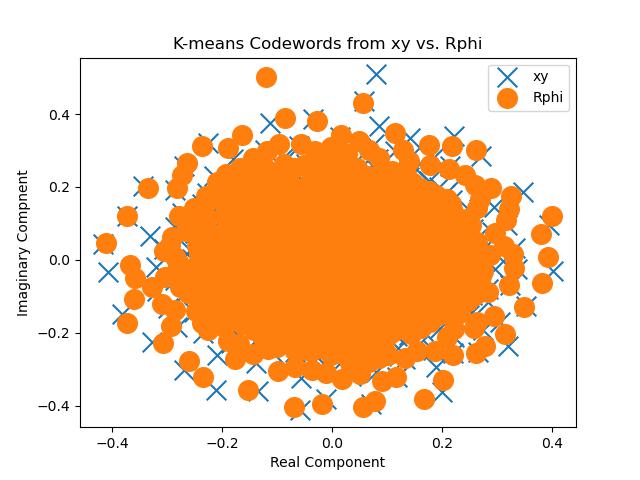 K-means Codewords from xy vs. Rphi
xy
Rphi
0.4
0.2
0.0
−0.2
−0.4
Imaginary Compnent
−0.4
−0.2
0.0
0.2
0.4
Real Component